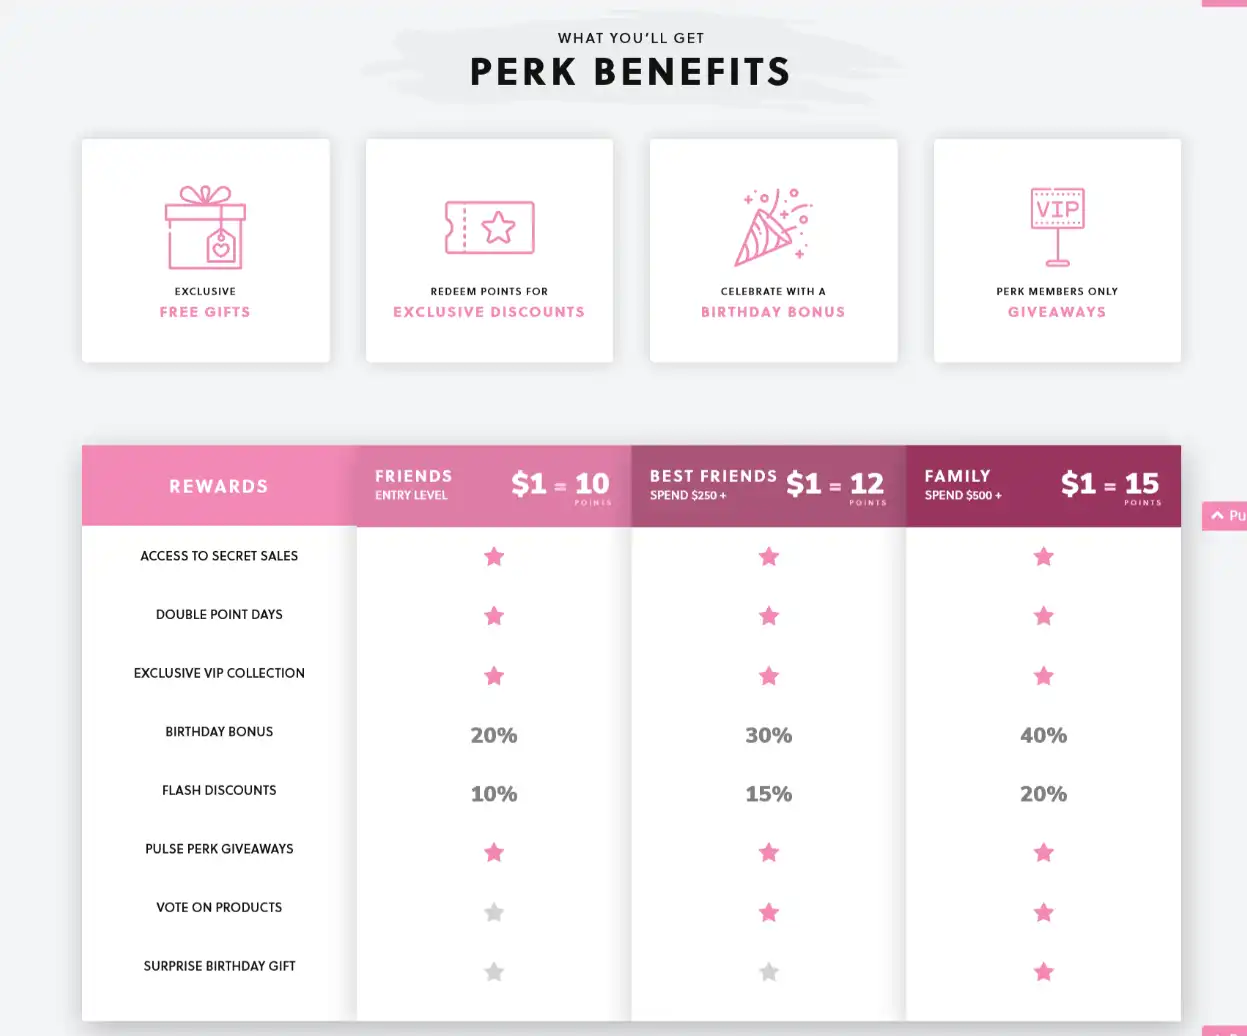 WHAT YOU'LL GET
PERK BENEFITS
VIP
EXCLUSIVE
FREE GIFTS
REDEEM POINTS FOR
EXCLUSIVE DISCOUNTS
CELEBRATE WITH A
BIRTHDAY BONUS
PERK MEMBERS ONLY
GIVEAWAYS
REWARDS
FRIENDS
ENTRY LEVEL
$1 = 10
POINTS
BEST FRIENDS
SPEND $250 +
$1 = 12
POINTS
FAMILY
SPEND $500 +
$1 = 15
POINTS
Pu
ACCESS TO SECRET SALES
DOUBLE POINT DAYS
EXCLUSIVE VIP COLLECTION
BIRTHDAY BONUS 20% 30% 40%
FLASH DISCOUNTS 10% 15% 20%
PULSE PERK GIVEAWAYS
VOTE ON PRODUCTS
SURPRISE BIRTHDAY GIFT